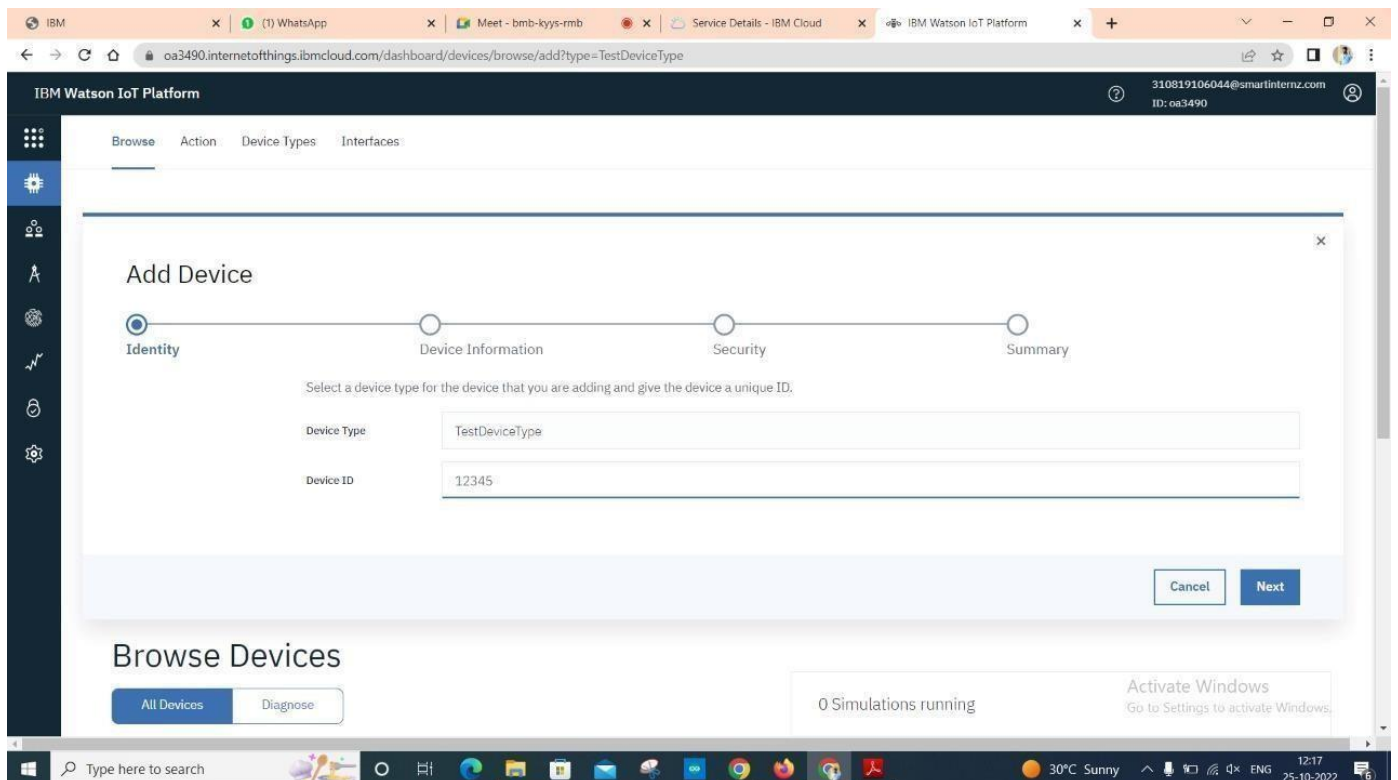 IBM
(1) WhatsApp
Meet - bmb-kyys-rmb
Service Details - IBM Cloud
IBM Watson IoT Platform
oa3490.internetofthings.ibmcloud.com/dashboard/devices/browse/add?type=TestDeviceType
IBM Watson IoT Platform
310819106044@smartinternz.com
ID: oa3490
Browse Action Device Types Interfaces
Add Device
Identity Device Information Security Summary
Select a device type for the device that you are adding and give the device a unique ID.
Device Type TestDeviceType
Device ID 12345
Cancel Next
Browse Devices
All Devices Diagnose
0 Simulations running
Activate Windows
Go to Settings to activate Windows.
Type here to search
30°C Sunny
ENG
12:17
25-10-2022
6